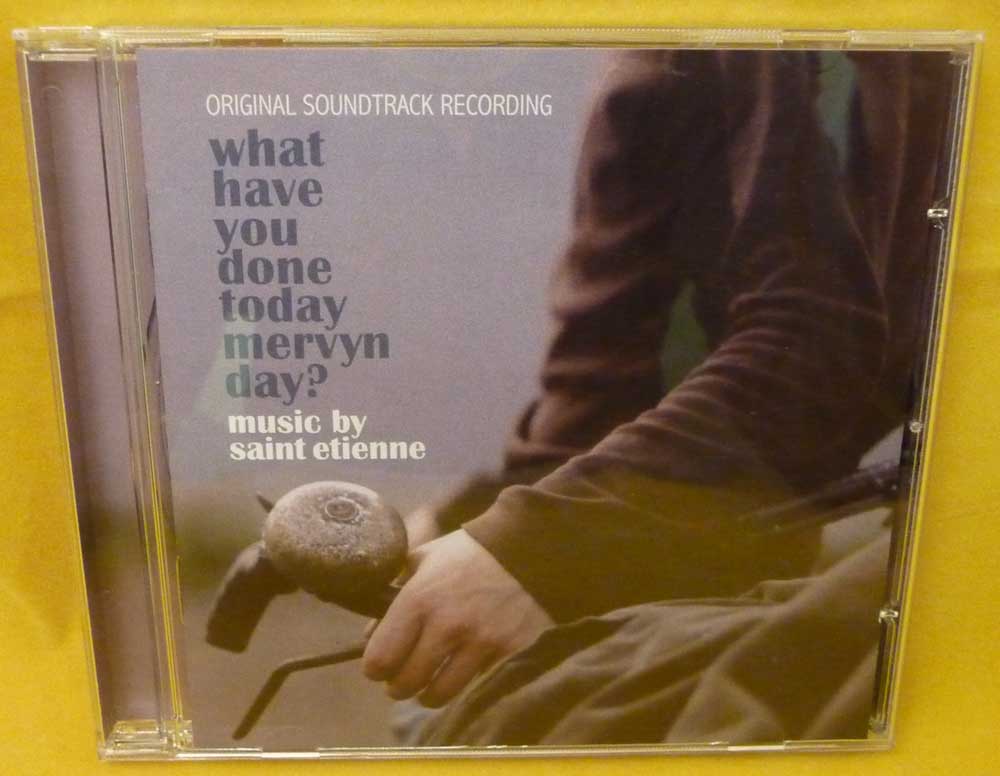 ORIGINAL SOUNDTRACK RECORDING
what
have
you
done
today
mervyn
day?
music by
saint etienne